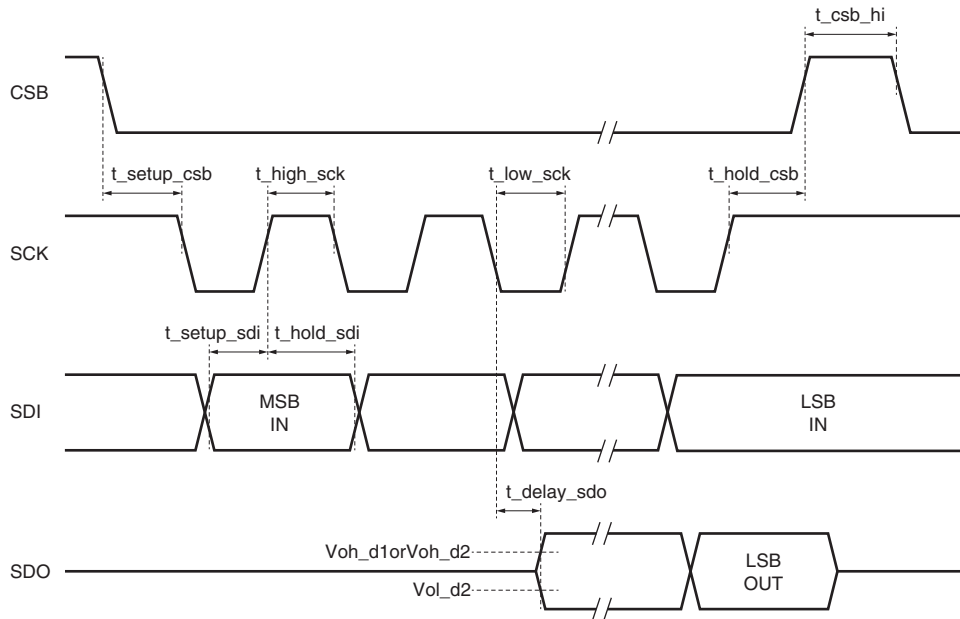 t_csb_hi
CSB
t_setup_csb
t_high_sck
t_low_sck
t_hold_csb
SCK
t_setup_sdi
t_hold_sdi
SDI
MSB
IN
LSB
IN
t_delay_sdo
Voh_d1orVoh_d2
SDO
Vol_d2
LSB
OUT